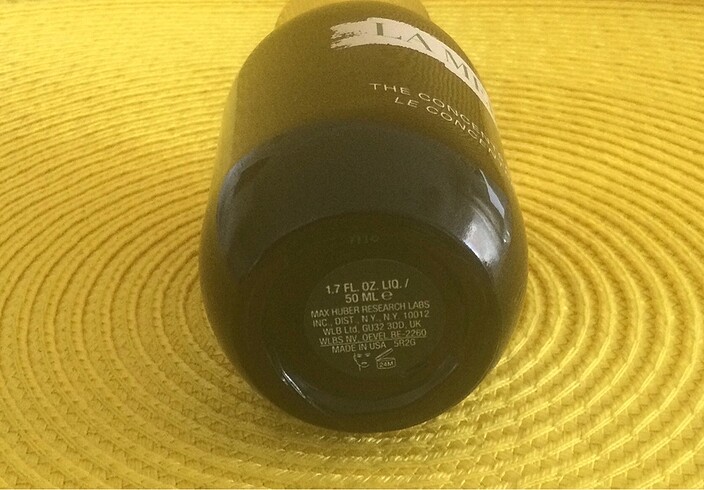 LA M
THE CONCE
LE CONCE
1.7 FL. OZ. LIQ. /
50 ML ℮
MAX HUBER RESEARCH LABS
INC., DIST., N.Y., N.Y. 10012
WLB Ltd. GU32 3DD, UK
WLBS NV. OEVEL BE-2260
MADE IN USA 5R2G
24M